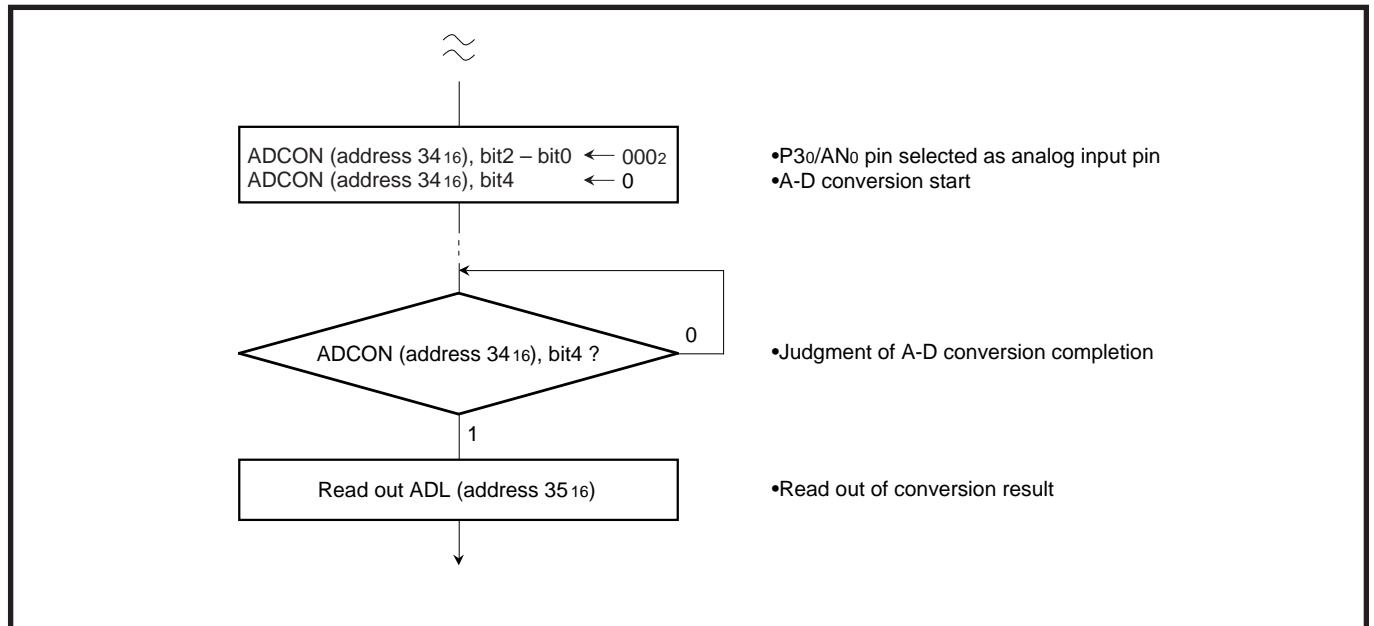 ADCON (address 34₁₆), bit2 – bit0 ← 000₂
ADCON (address 34₁₆), bit4 ← 0
•P3₀/AN₀ pin selected as analog input pin
•A-D conversion start
0
ADCON (address 34₁₆), bit4 ?
•Judgment of A-D conversion completion
1
Read out ADL (address 35₁₆)
•Read out of conversion result